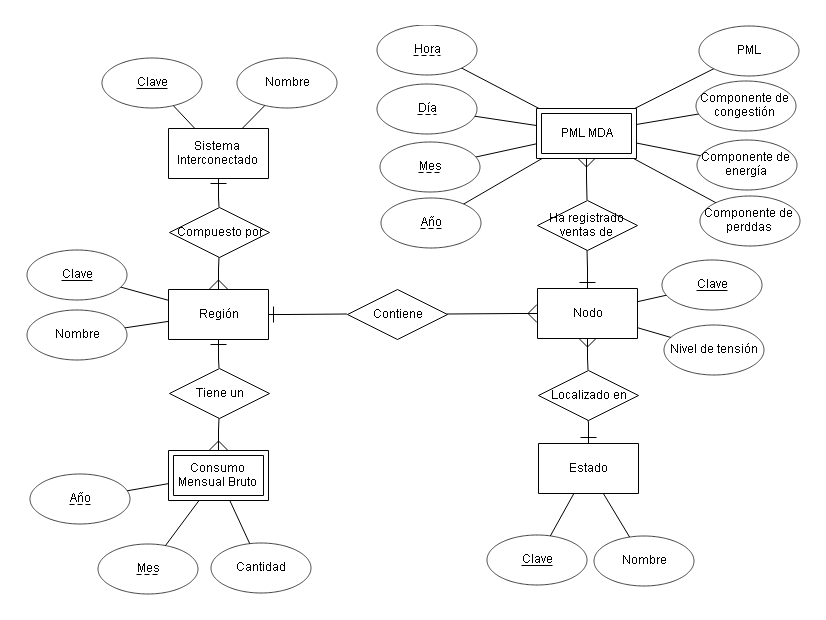 Hora
PML
Clave
Nombre
Componente de
congestión
Día
Sistema
Interconectado
PML MDA
Mes
Componente de
energía
Año
Ha registrado
ventas de
Componente de
perddas
Compuesto por
Clave
Nombre
Región
Contiene
Nodo
Clave
Nivel de tensión
Tiene un
Localizado en
Consumo
Mensual Bruto
Estado
Año
Mes
Cantidad
Clave
Nombre